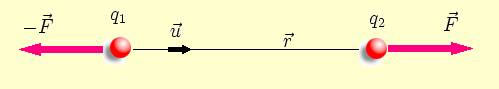 q₁ q₂
-F⃗ u⃗ r⃗ F⃗